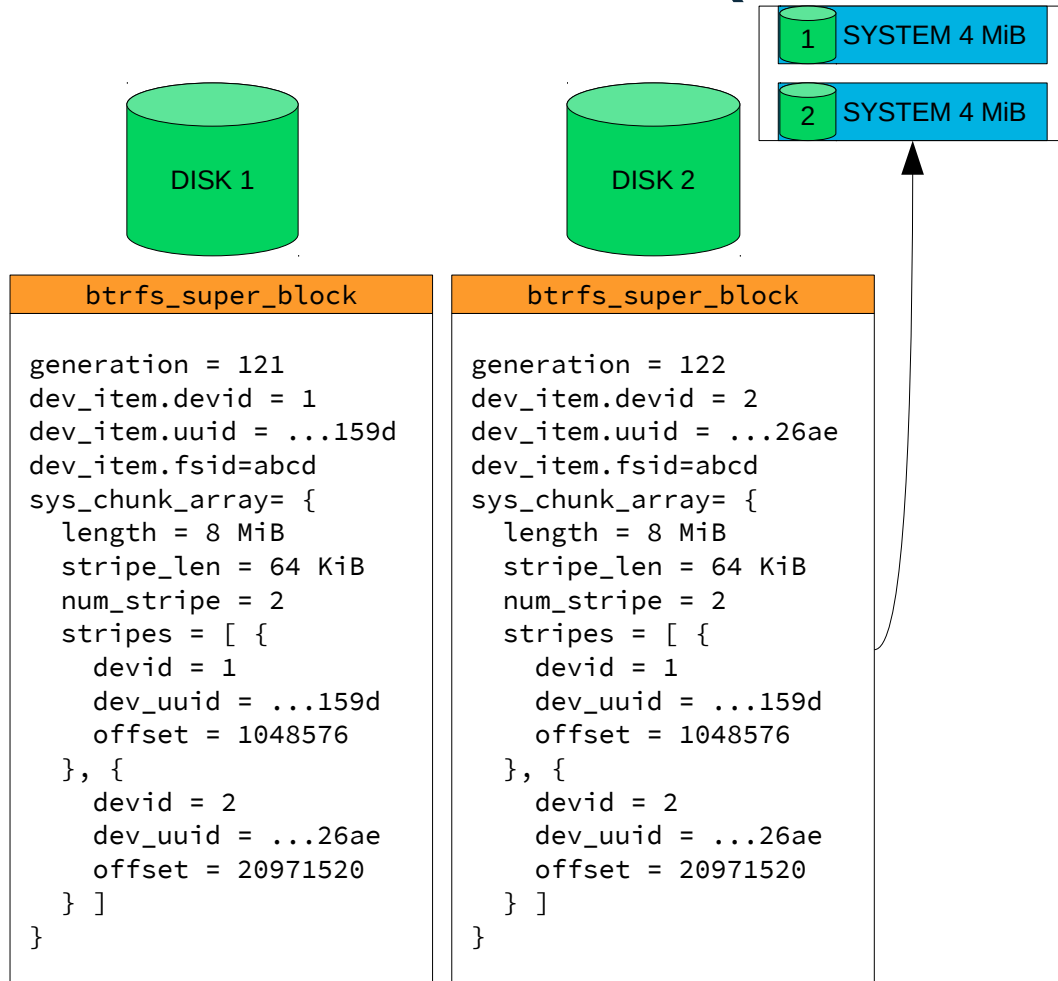 1 SYSTEM 4 MiB
2 SYSTEM 4 MiB
DISK 1
DISK 2
btrfs_super_block
generation = 121
dev_item.devid = 1
dev_item.uuid = ...159d
dev_item.fsid=abcd
sys_chunk_array= {
  length = 8 MiB
  stripe_len = 64 KiB
  num_stripe = 2
  stripes = [ {
    devid = 1
    dev_uuid = ...159d
    offset = 1048576
  }, {
    devid = 2
    dev_uuid = ...26ae
    offset = 20971520
  } ]
}
btrfs_super_block
generation = 122
dev_item.devid = 2
dev_item.uuid = ...26ae
dev_item.fsid=abcd
sys_chunk_array= {
  length = 8 MiB
  stripe_len = 64 KiB
  num_stripe = 2
  stripes = [ {
    devid = 1
    dev_uuid = ...159d
    offset = 1048576
  }, {
    devid = 2
    dev_uuid = ...26ae
    offset = 20971520
  } ]
}